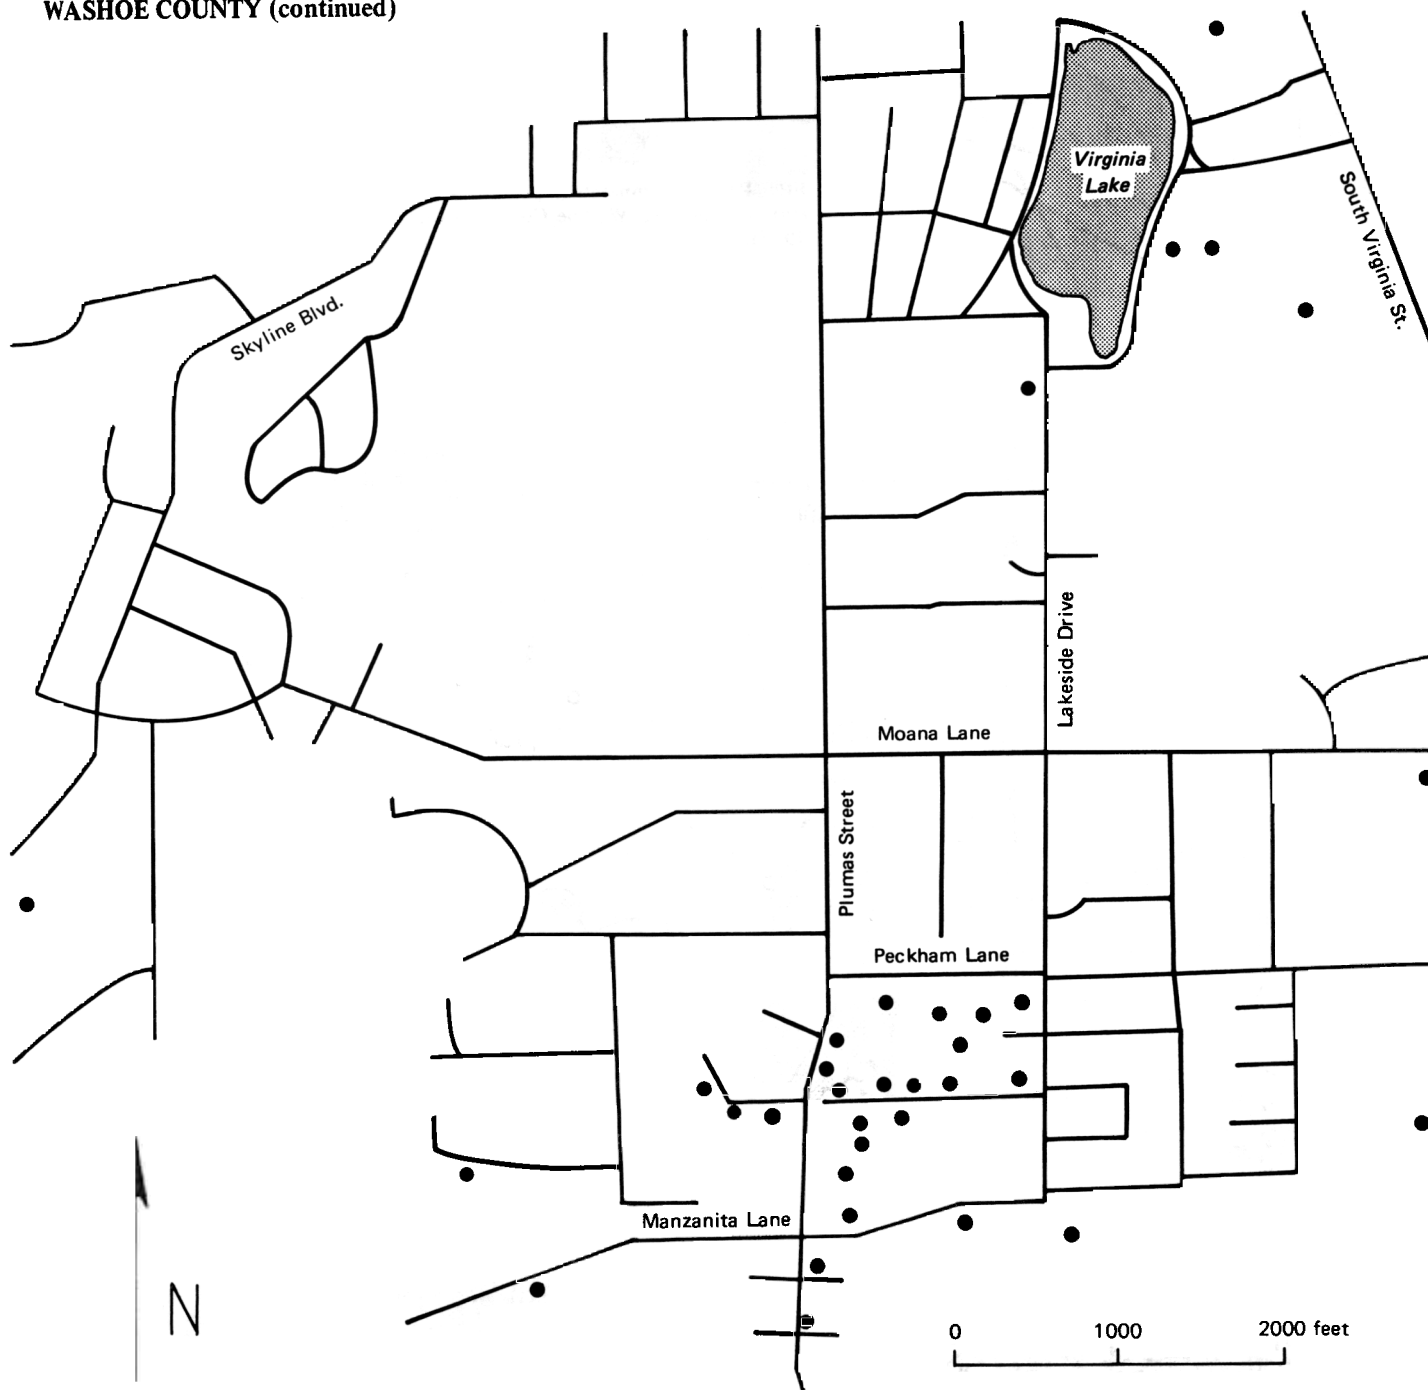 WASHOE COUNTY (continued)
Virginia
Lake
South Virginia St.
Skyline Blvd.
Lakeside Drive
Moana Lane
Plumas Street
Peckham Lane
Manzanita Lane
N
0 1000 2000 feet